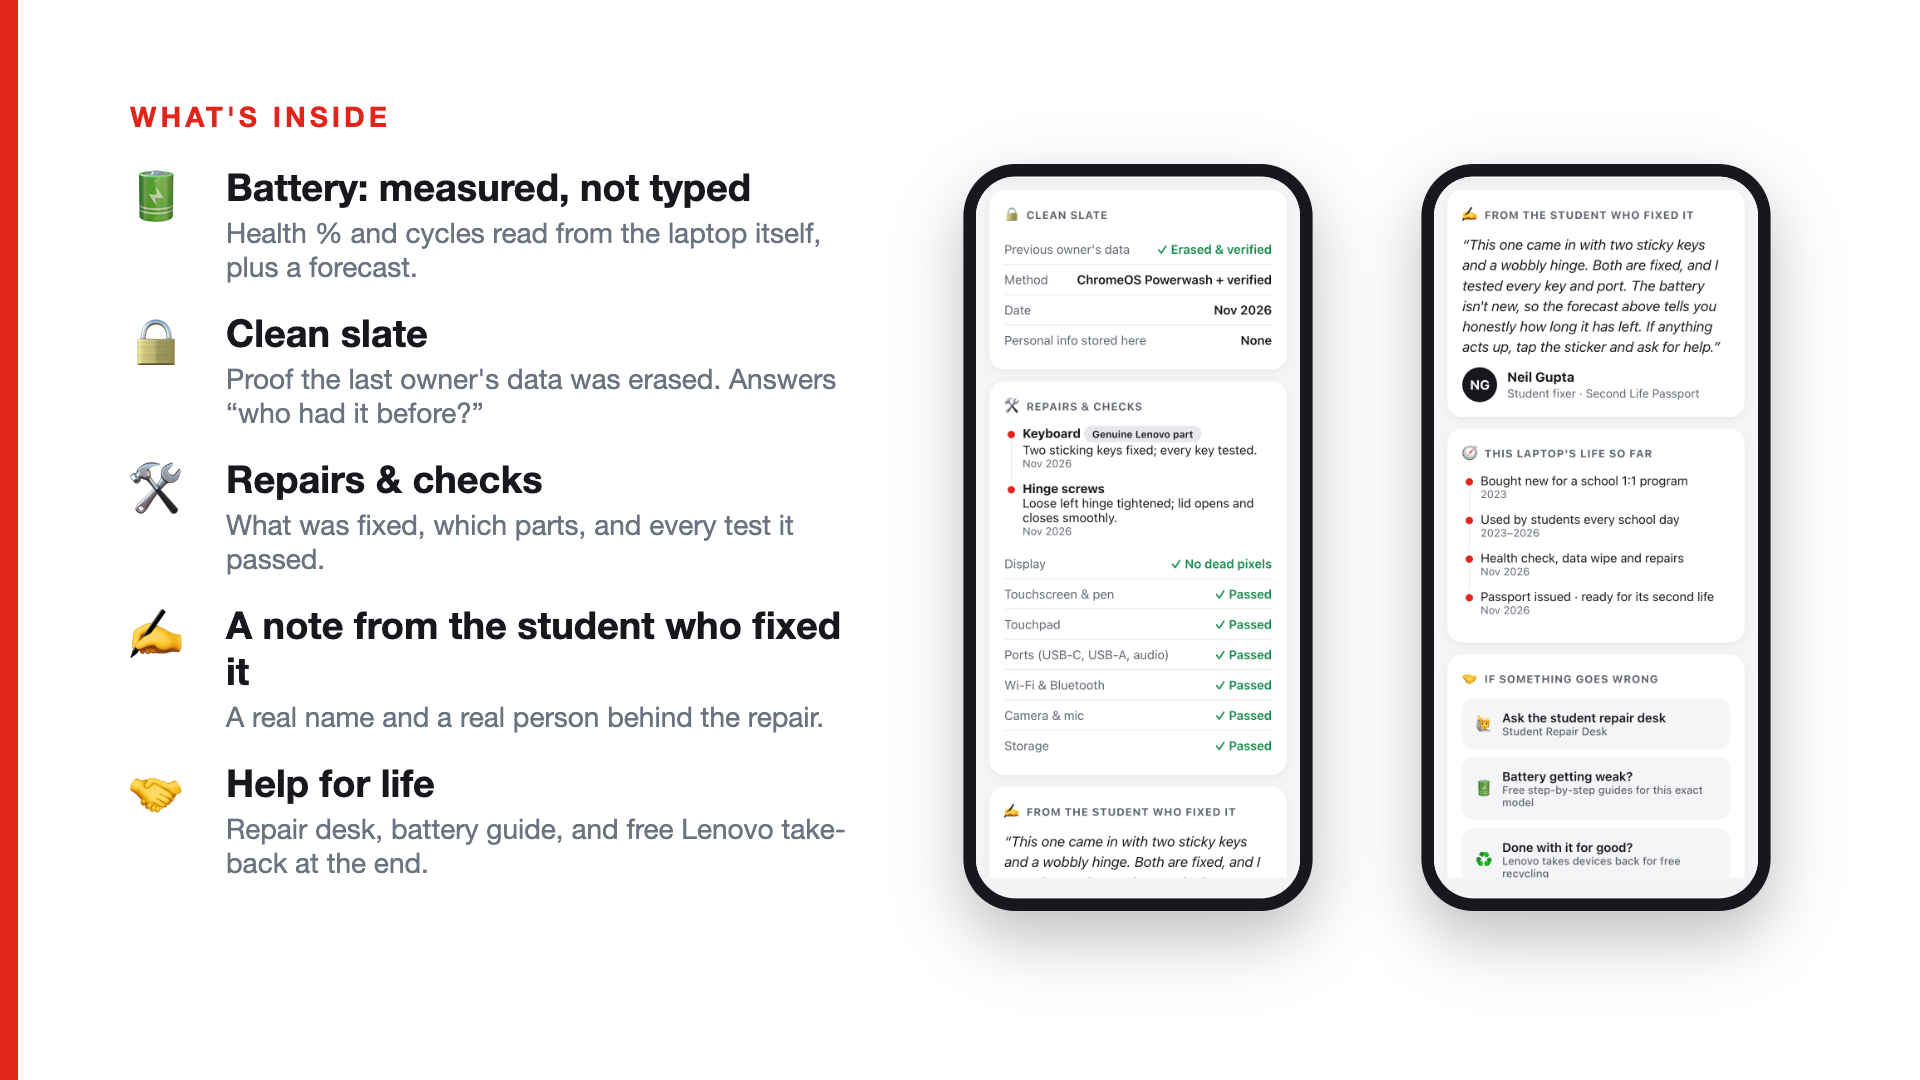 WHAT'S INSIDE
Battery: measured, not typed
Health % and cycles read from the laptop itself,
plus a forecast.
Clean slate
Proof the last owner's data was erased. Answers
“who had it before?”
Repairs & checks
What was fixed, which parts, and every test it
passed.
A note from the student who fixed
it
A real name and a real person behind the repair.
Help for life
Repair desk, battery guide, and free Lenovo take-
back at the end.
CLEAN SLATE
Previous owner's data ✓ Erased & verified
Method ChromeOS Powerwash + verified
Date Nov 2026
Personal info stored here None
REPAIRS & CHECKS
Keyboard Genuine Lenovo part
Two sticking keys fixed; every key tested.
Nov 2026
Hinge screws
Loose left hinge tightened; lid opens and
closes smoothly.
Nov 2026
Display ✓ No dead pixels
Touchscreen & pen ✓ Passed
Touchpad ✓ Passed
Ports (USB-C, USB-A, audio) ✓ Passed
Wi-Fi & Bluetooth ✓ Passed
Camera & mic ✓ Passed
Storage ✓ Passed
FROM THE STUDENT WHO FIXED IT
“This one came in with two sticky keys
and a wobbly hinge. Both are fixed, and I
FROM THE STUDENT WHO FIXED IT
“This one came in with two sticky keys
and a wobbly hinge. Both are fixed, and I
tested every key and port. The battery
isn't new, so the forecast above tells you
honestly how long it has left. If anything
acts up, tap the sticker and ask for help.”
NG
Neil Gupta
Student fixer · Second Life Passport
THIS LAPTOP'S LIFE SO FAR
Bought new for a school 1:1 program
2023
Used by students every school day
2023–2026
Health check, data wipe and repairs
Nov 2026
Passport issued · ready for its second life
Nov 2026
IF SOMETHING GOES WRONG
Ask the student repair desk
Student Repair Desk
Battery getting weak?
Free step-by-step guides for this exact
model
Done with it for good?
Lenovo takes devices back for free
recycling